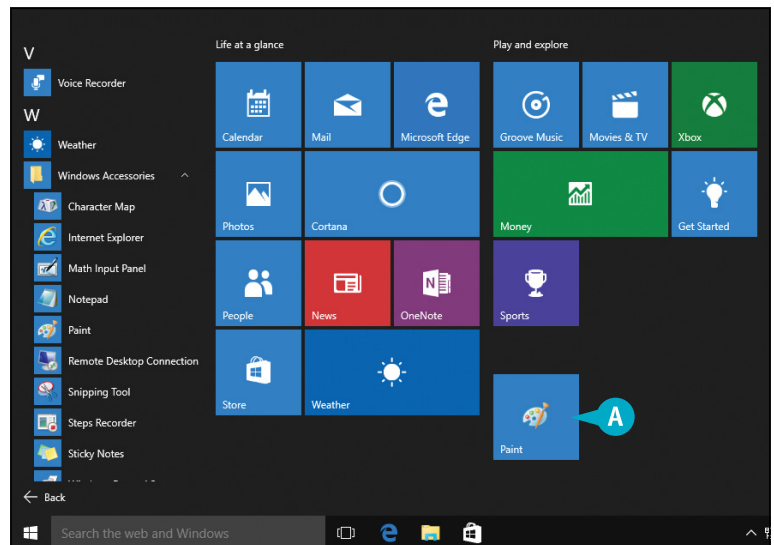 V
Voice Recorder
W
Weather
Windows Accessories
Character Map
Internet Explorer
Math Input Panel
Notepad
Paint
Remote Desktop Connection
Snipping Tool
Steps Recorder
Sticky Notes
Back
Life at a glance
Calendar
Mail
Microsoft Edge
Photos
Cortana
People
News
OneNote
Store
Weather
Play and explore
Groove Music
Movies & TV
Xbox
Money
Get Started
Sports
Paint
A
Search the web and Windows